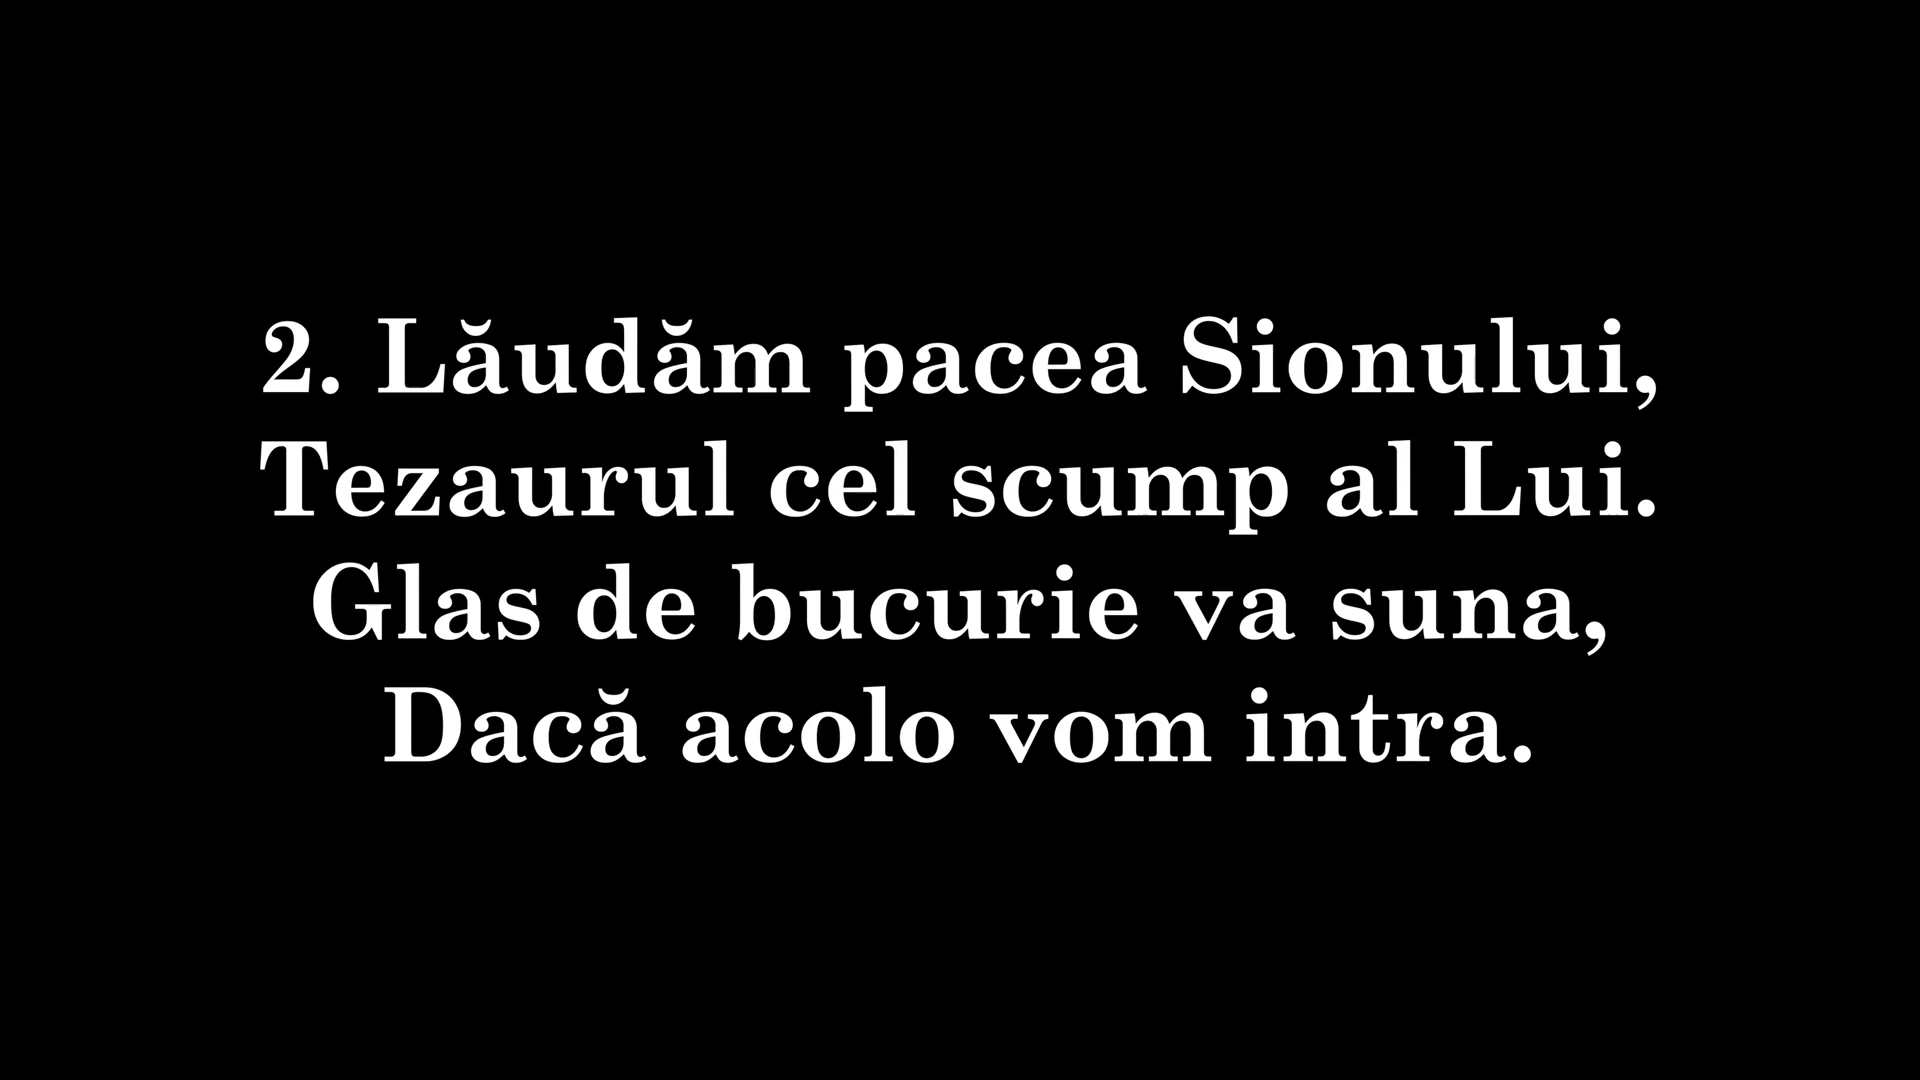 2. Lăudăm pacea Sionului,
Tezaurul cel scump al Lui.
Glas de bucurie va suna,
Dacă acolo vom intra.